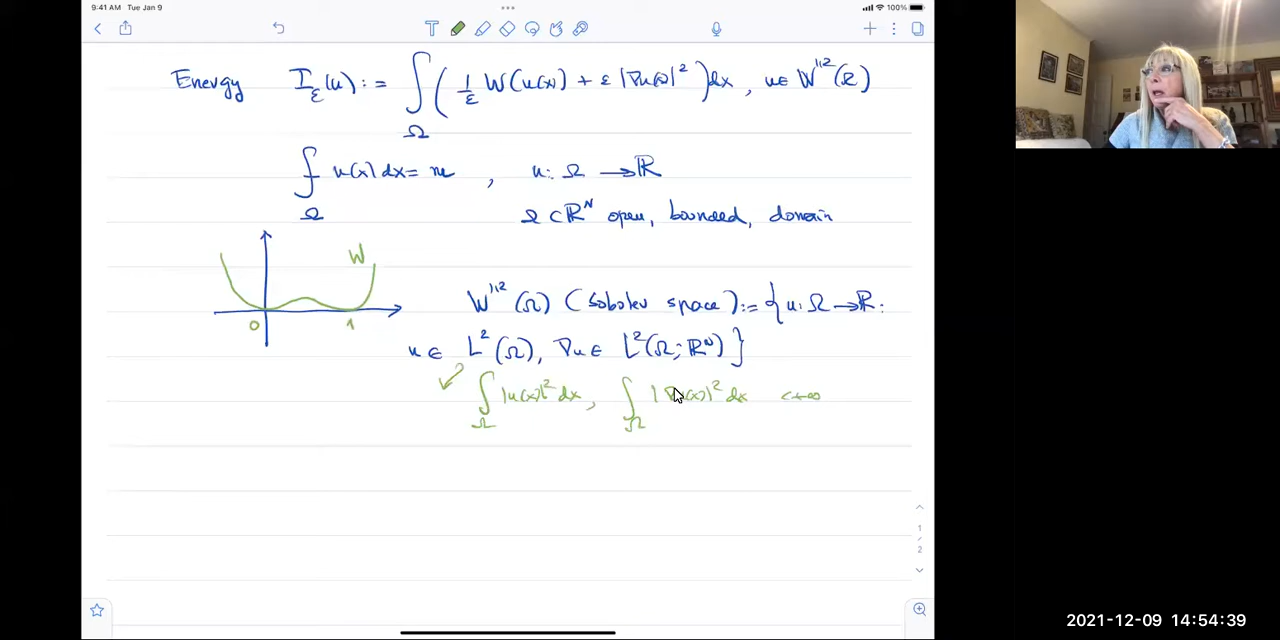 9:41 AM Tue Jan 9
100%
Energy I_ε(u) := ∫_Ω (1/ε W(u(x)) + ε |∇u(x)|²) dx, u ∈ W^{1,2}(Ω)
⨍_Ω u(x) dx = m, u: Ω → ℝ
Ω ⊂ ℝ^N open, bounded, domain
W
0 1
W^{1,2}(Ω) (Sobolev space) := { u: Ω → ℝ :
u ∈ L²(Ω), ∇u ∈ L²(Ω; ℝ^N) }
∫_Ω |u(x)|² dx, ∫_Ω |∇u(x)|² dx < +∞
1
2
2021-12-09 14:54:39